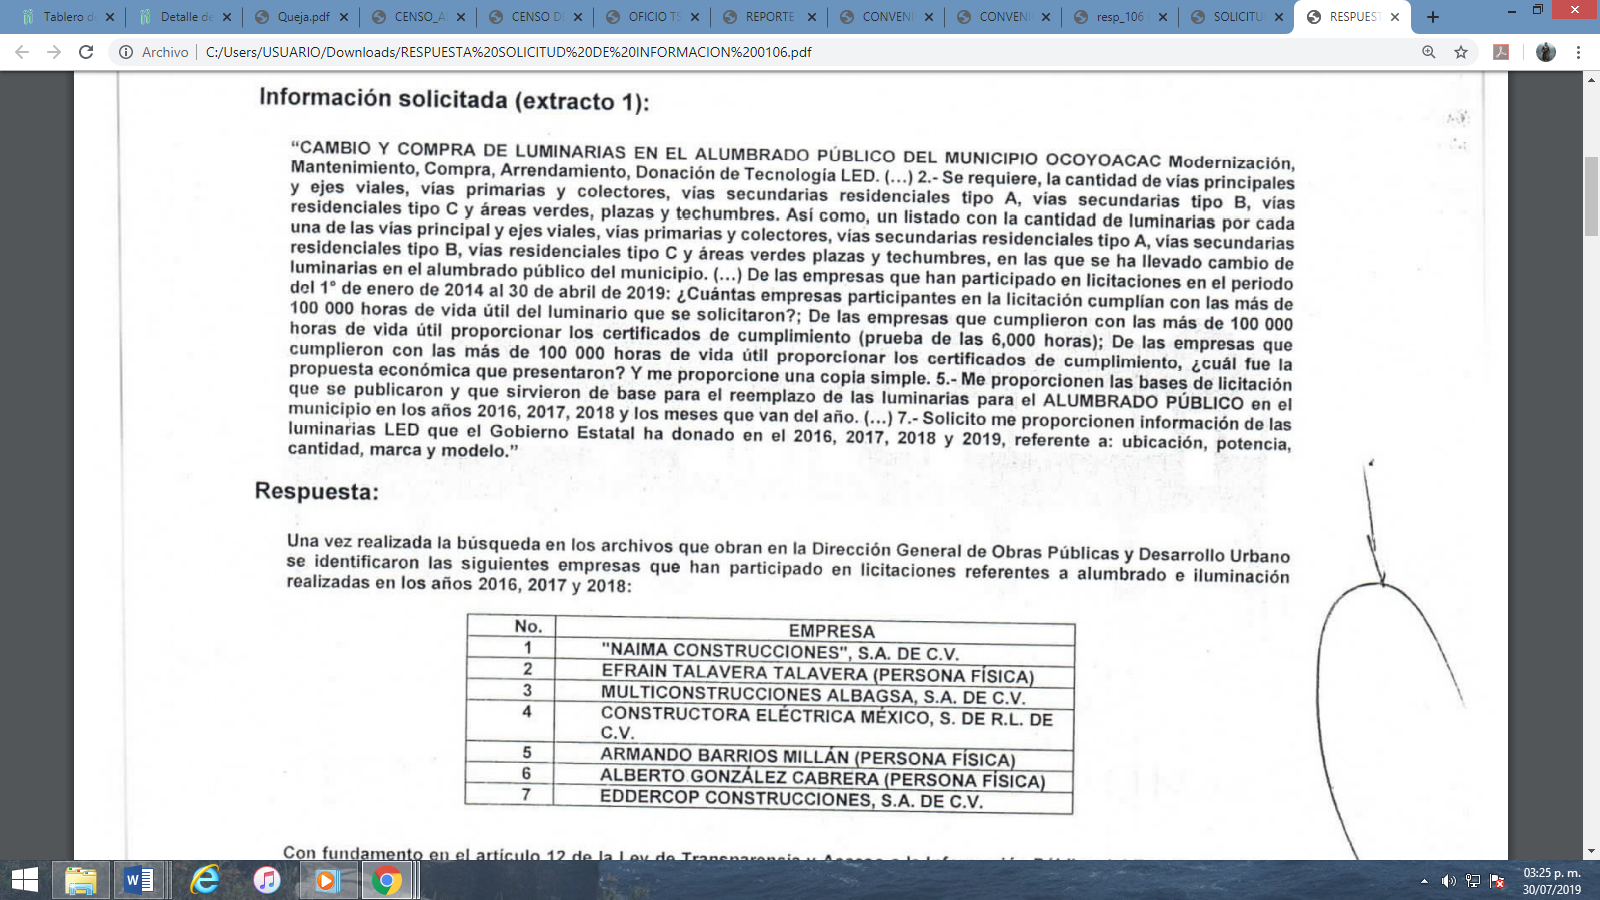 Tablero d
Detalle de
Queja.pdf
CENSO_A
CENSO D
OFICIO TS
REPORTE
CONVENI
CONVENI
resp_106
SOLICITU
RESPUEST
Archivo
C:/Users/USUARIO/Downloads/RESPUESTA%20SOLICITUD%20DE%20INFORMACION%200106.pdf
Información solicitada (extracto 1):
“CAMBIO Y COMPRA DE LUMINARIAS EN EL ALUMBRADO PÚBLICO DEL MUNICIPIO OCOYOACAC Modernización,
Mantenimiento, Compra, Arrendamiento, Donación de Tecnología LED. (...) 2.- Se requiere, la cantidad de vías principales
y ejes viales, vías primarias y colectores, vías secundarias residenciales tipo A, vías secundarias tipo B, vías
residenciales tipo C y áreas verdes, plazas y techumbres. Así como, un listado con la cantidad de luminarias por cada
una de las vías principal y ejes viales, vías primarias y colectores, vías secundarias residenciales tipo A, vías secundarias
residenciales tipo B, vías residenciales tipo C y áreas verdes plazas y techumbres, en las que se ha llevado cambio de
luminarias en el alumbrado público del municipio. (...) De las empresas que han participado en licitaciones en el periodo
del 1° de enero de 2014 al 30 de abril de 2019: ¿Cuántas empresas participantes en la licitación cumplían con las más de
100 000 horas de vida útil del luminario que se solicitaron?; De las empresas que cumplieron con las más de 100 000
horas de vida útil proporcionar los certificados de cumplimiento (prueba de las 6,000 horas); De las empresas que
cumplieron con las más de 100 000 horas de vida útil proporcionar los certificados de cumplimiento, ¿cuál fue la
propuesta económica que presentaron? Y me proporcione una copia simple. 5.- Me proporcionen las bases de licitación
que se publicaron y que sirvieron de base para el reemplazo de las luminarias para el ALUMBRADO PÚBLICO en el
municipio en los años 2016, 2017, 2018 y los meses que van del año. (...) 7.- Solicito me proporcionen información de las
luminarias LED que el Gobierno Estatal ha donado en el 2016, 2017, 2018 y 2019, referente a: ubicación, potencia,
cantidad, marca y modelo.”
Respuesta:
Una vez realizada la búsqueda en los archivos que obran en la Dirección General de Obras Públicas y Desarrollo Urbano
se identificaron las siguientes empresas que han participado en licitaciones referentes a alumbrado e iluminación
realizadas en los años 2016, 2017 y 2018:
No. EMPRESA
1 "NAIMA CONSTRUCCIONES", S.A. DE C.V.
2 EFRAIN TALAVERA TALAVERA (PERSONA FÍSICA)
3 MULTICONSTRUCCIONES ALBAGSA, S.A. DE C.V.
4 CONSTRUCTORA ELÉCTRICA MÉXICO, S. DE R.L. DE
C.V.
5 ARMANDO BARRIOS MILLÁN (PERSONA FÍSICA)
6 ALBERTO GONZÁLEZ CABRERA (PERSONA FÍSICA)
7 EDDERCOP CONSTRUCCIONES, S.A. DE C.V.
Con fundamento en el artículo 12 de la Ley de Transparencia y Acceso a la Información
03:25 p. m.
30/07/2019